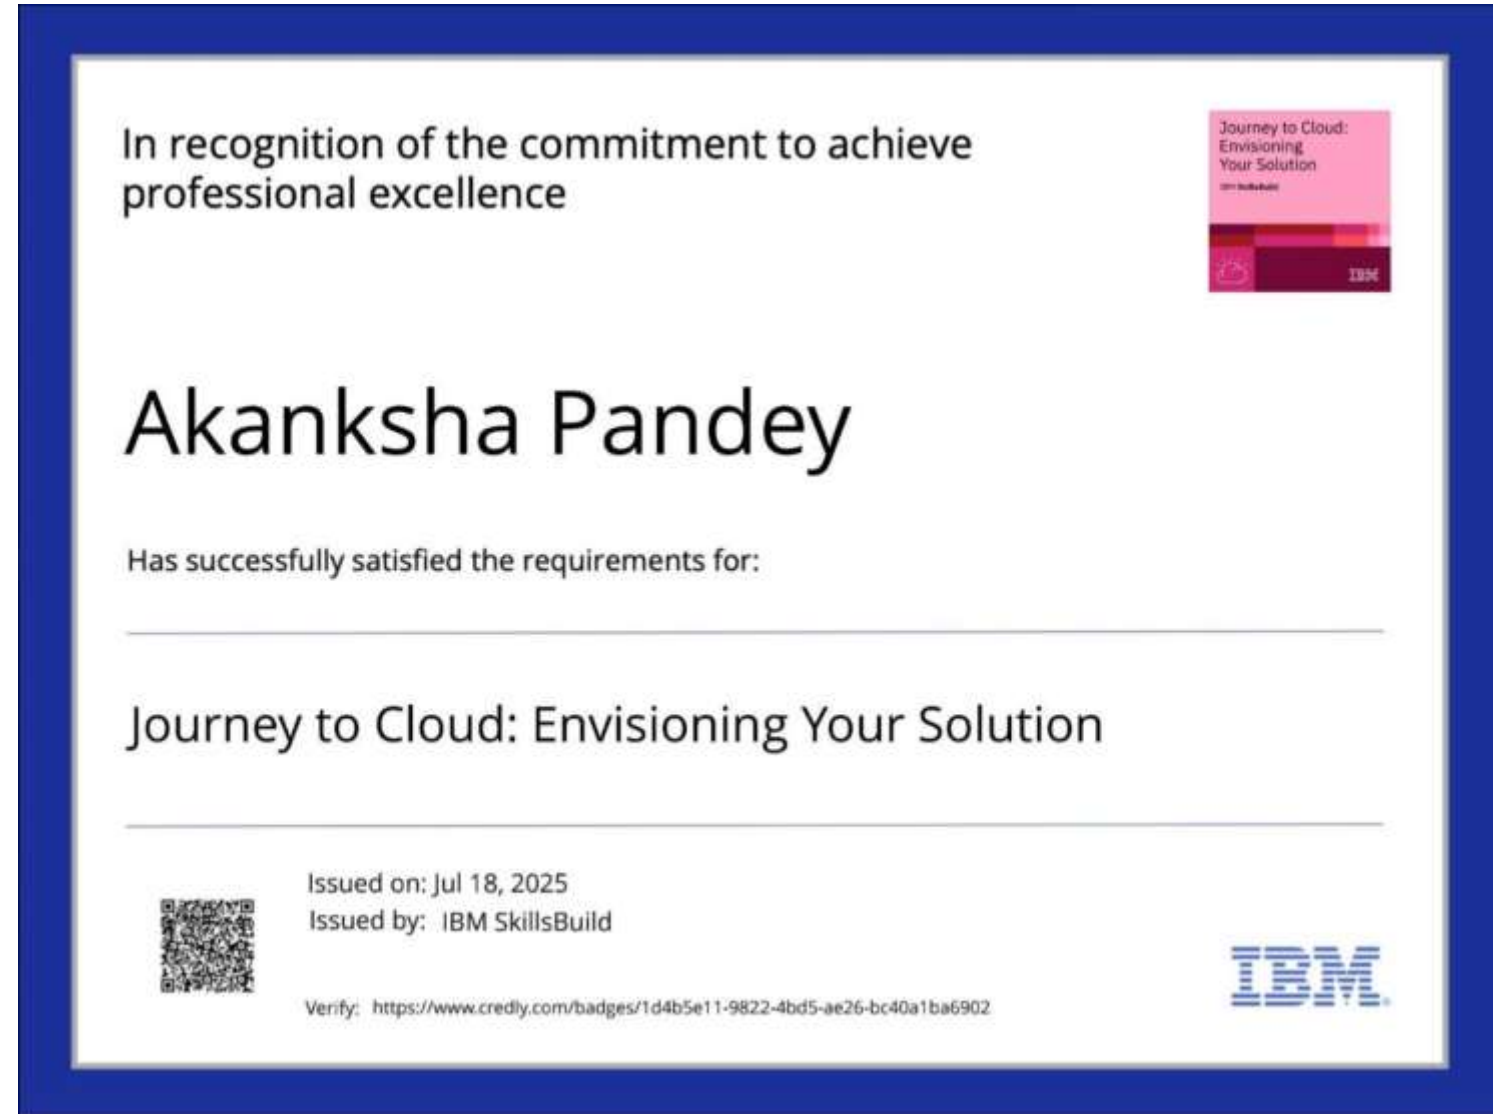 In recognition of the commitment to achieve
professional excellence
Journey to Cloud:
Envisioning
Your Solution
IBM SkillsBuild
IBM
Akanksha Pandey
Has successfully satisfied the requirements for:
Journey to Cloud: Envisioning Your Solution
Issued on: Jul 18, 2025
Issued by: IBM SkillsBuild
Verify: https://www.credly.com/badges/1d4b5e11-9822-4bd5-ae26-bc40a1ba6902
IBM